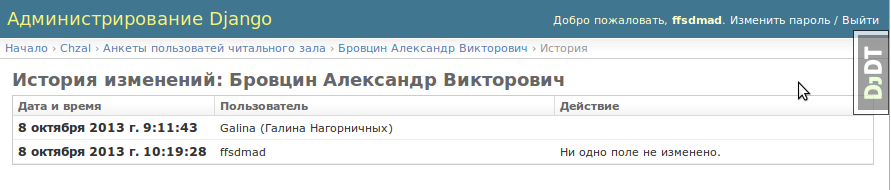 Администрирование Django
Добро пожаловать, ffsdmad. Изменить пароль / Выйти
Начало › Chzal › Анкеты пользоватей читального зала › Бровцин Александр Викторович › История
DjDT
История изменений: Бровцин Александр Викторович
Дата и время Пользователь Действие
8 октября 2013 г. 9:11:43 Galina (Галина Нагорничных)
8 октября 2013 г. 10:19:28 ffsdmad Ни одно поле не изменено.